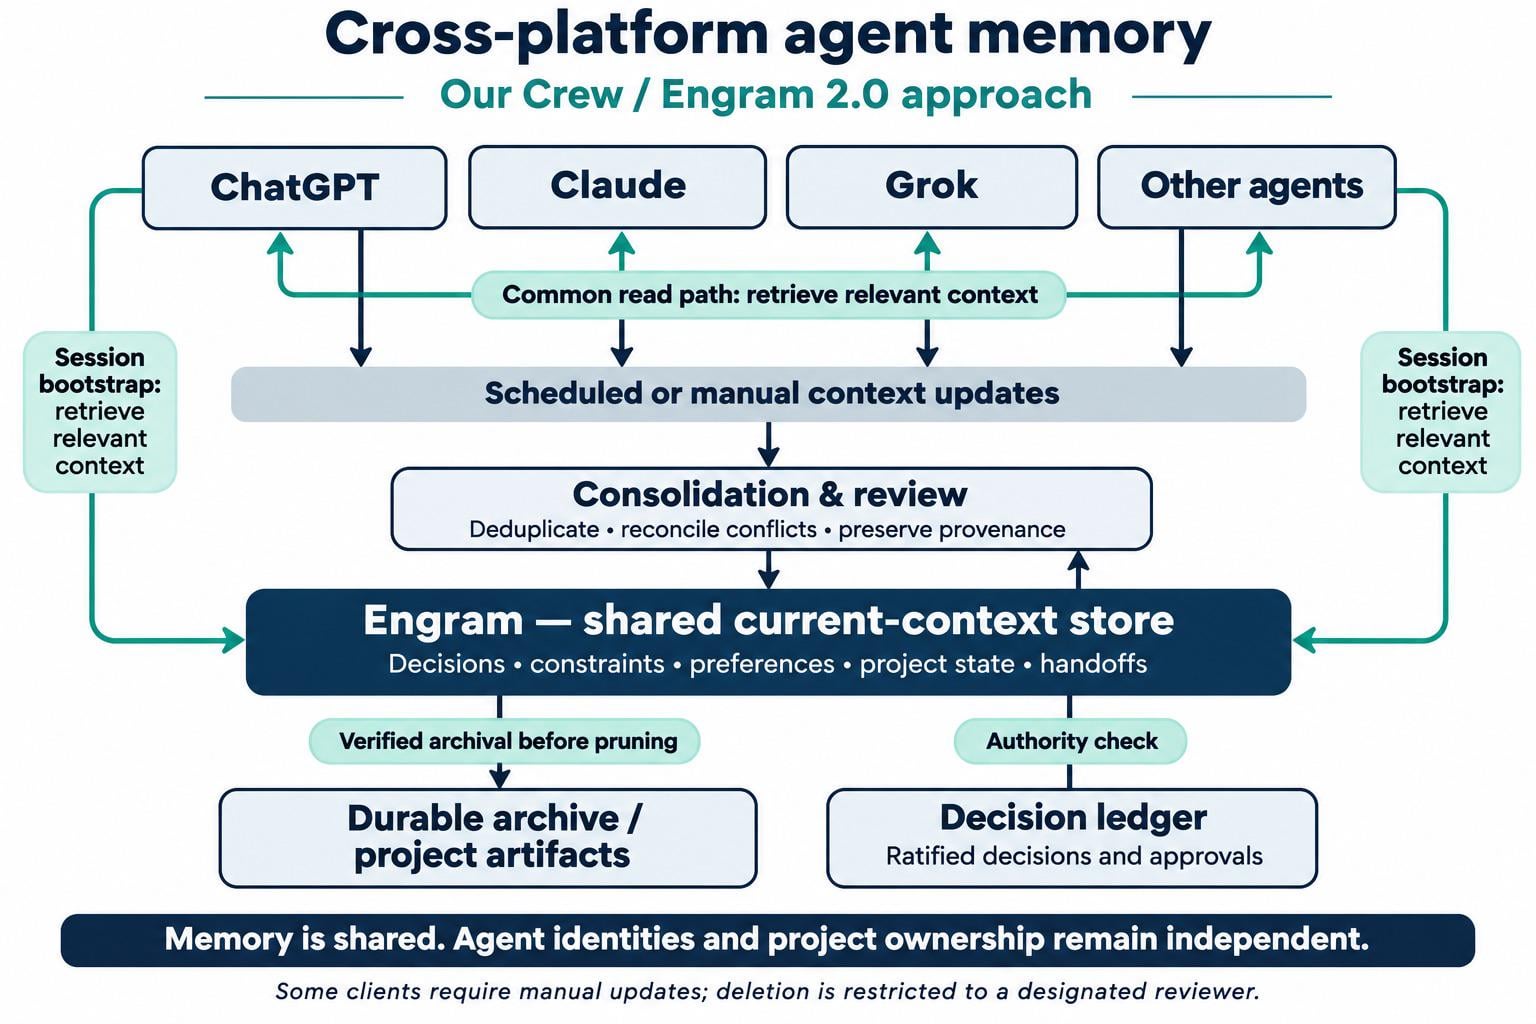 Cross-platform agent memory
Our Crew / Engram 2.0 approach
ChatGPT
Claude
Grok
Other agents
Common read path: retrieve relevant context
Session
bootstrap:
retrieve
relevant
context
Session
bootstrap:
retrieve
relevant
context
Scheduled or manual context updates
Consolidation & review
Deduplicate • reconcile conflicts • preserve provenance
Engram — shared current-context store
Decisions • constraints • preferences • project state • handoffs
Verified archival before pruning
Authority check
Durable archive /
project artifacts
Decision ledger
Ratified decisions and approvals
Memory is shared. Agent identities and project ownership remain independent.
Some clients require manual updates; deletion is restricted to a designated reviewer.